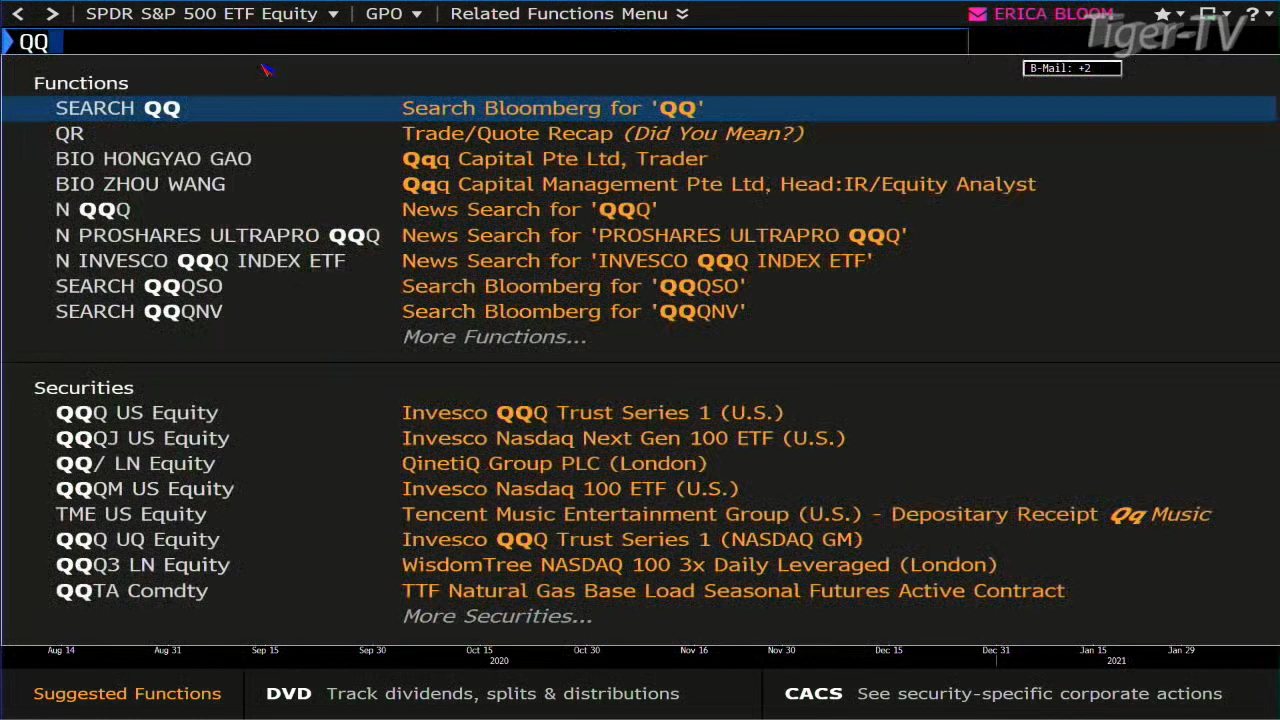 < > SPDR S&P 500 ETF Equity GPO Related Functions Menu ERICA BLOOM ?
Tiger-TV
QQ
B-Mail: +2
Functions
SEARCH QQ Search Bloomberg for 'QQ'
QR Trade/Quote Recap (Did You Mean?)
BIO HONGYAO GAO Qqq Capital Pte Ltd, Trader
BIO ZHOU WANG Qqq Capital Management Pte Ltd, Head:IR/Equity Analyst
N QQQ News Search for 'QQQ'
N PROSHARES ULTRAPRO QQQ News Search for 'PROSHARES ULTRAPRO QQQ'
N INVESCO QQQ INDEX ETF News Search for 'INVESCO QQQ INDEX ETF'
SEARCH QQQSO Search Bloomberg for 'QQQSO'
SEARCH QQQNV Search Bloomberg for 'QQQNV'
More Functions...
Securities
QQQ US Equity Invesco QQQ Trust Series 1 (U.S.)
QQQJ US Equity Invesco Nasdaq Next Gen 100 ETF (U.S.)
QQ/ LN Equity QinetiQ Group PLC (London)
QQQM US Equity Invesco Nasdaq 100 ETF (U.S.)
TME US Equity Tencent Music Entertainment Group (U.S.) - Depositary Receipt Qq Music
QQQ UQ Equity Invesco QQQ Trust Series 1 (NASDAQ GM)
QQQ3 LN Equity WisdomTree NASDAQ 100 3x Daily Leveraged (London)
QQTA Comdty TTF Natural Gas Base Load Seasonal Futures Active Contract
More Securities...
Aug 14 Aug 31 Sep 15 Sep 30 Oct 15 Oct 30 Nov 16 Nov 30 Dec 15 Dec 31 Jan 15 Jan 29
2020 2021
Suggested Functions DVD Track dividends, splits & distributions CACS See security-specific corporate actions